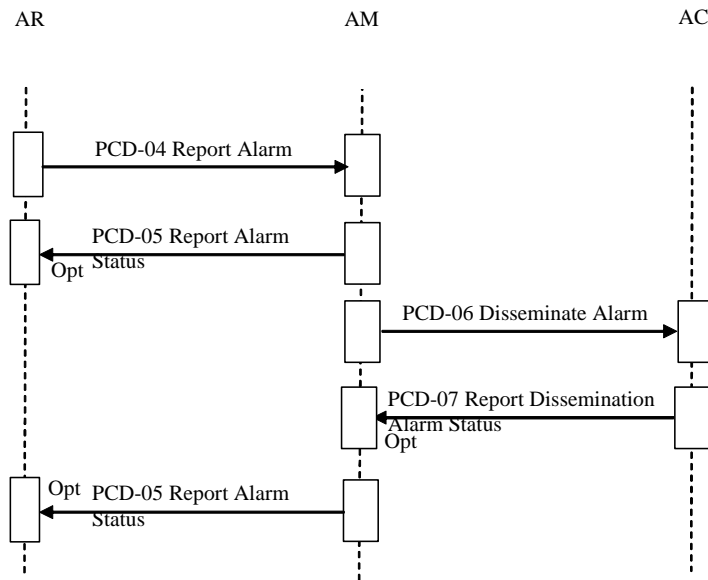 AR
AM
AC
PCD-04 Report Alarm
PCD-05 Report Alarm
Status
Opt
PCD-06 Disseminate Alarm
PCD-07 Report Dissemination
Alarm Status
Opt
Opt
PCD-05 Report Alarm
Status